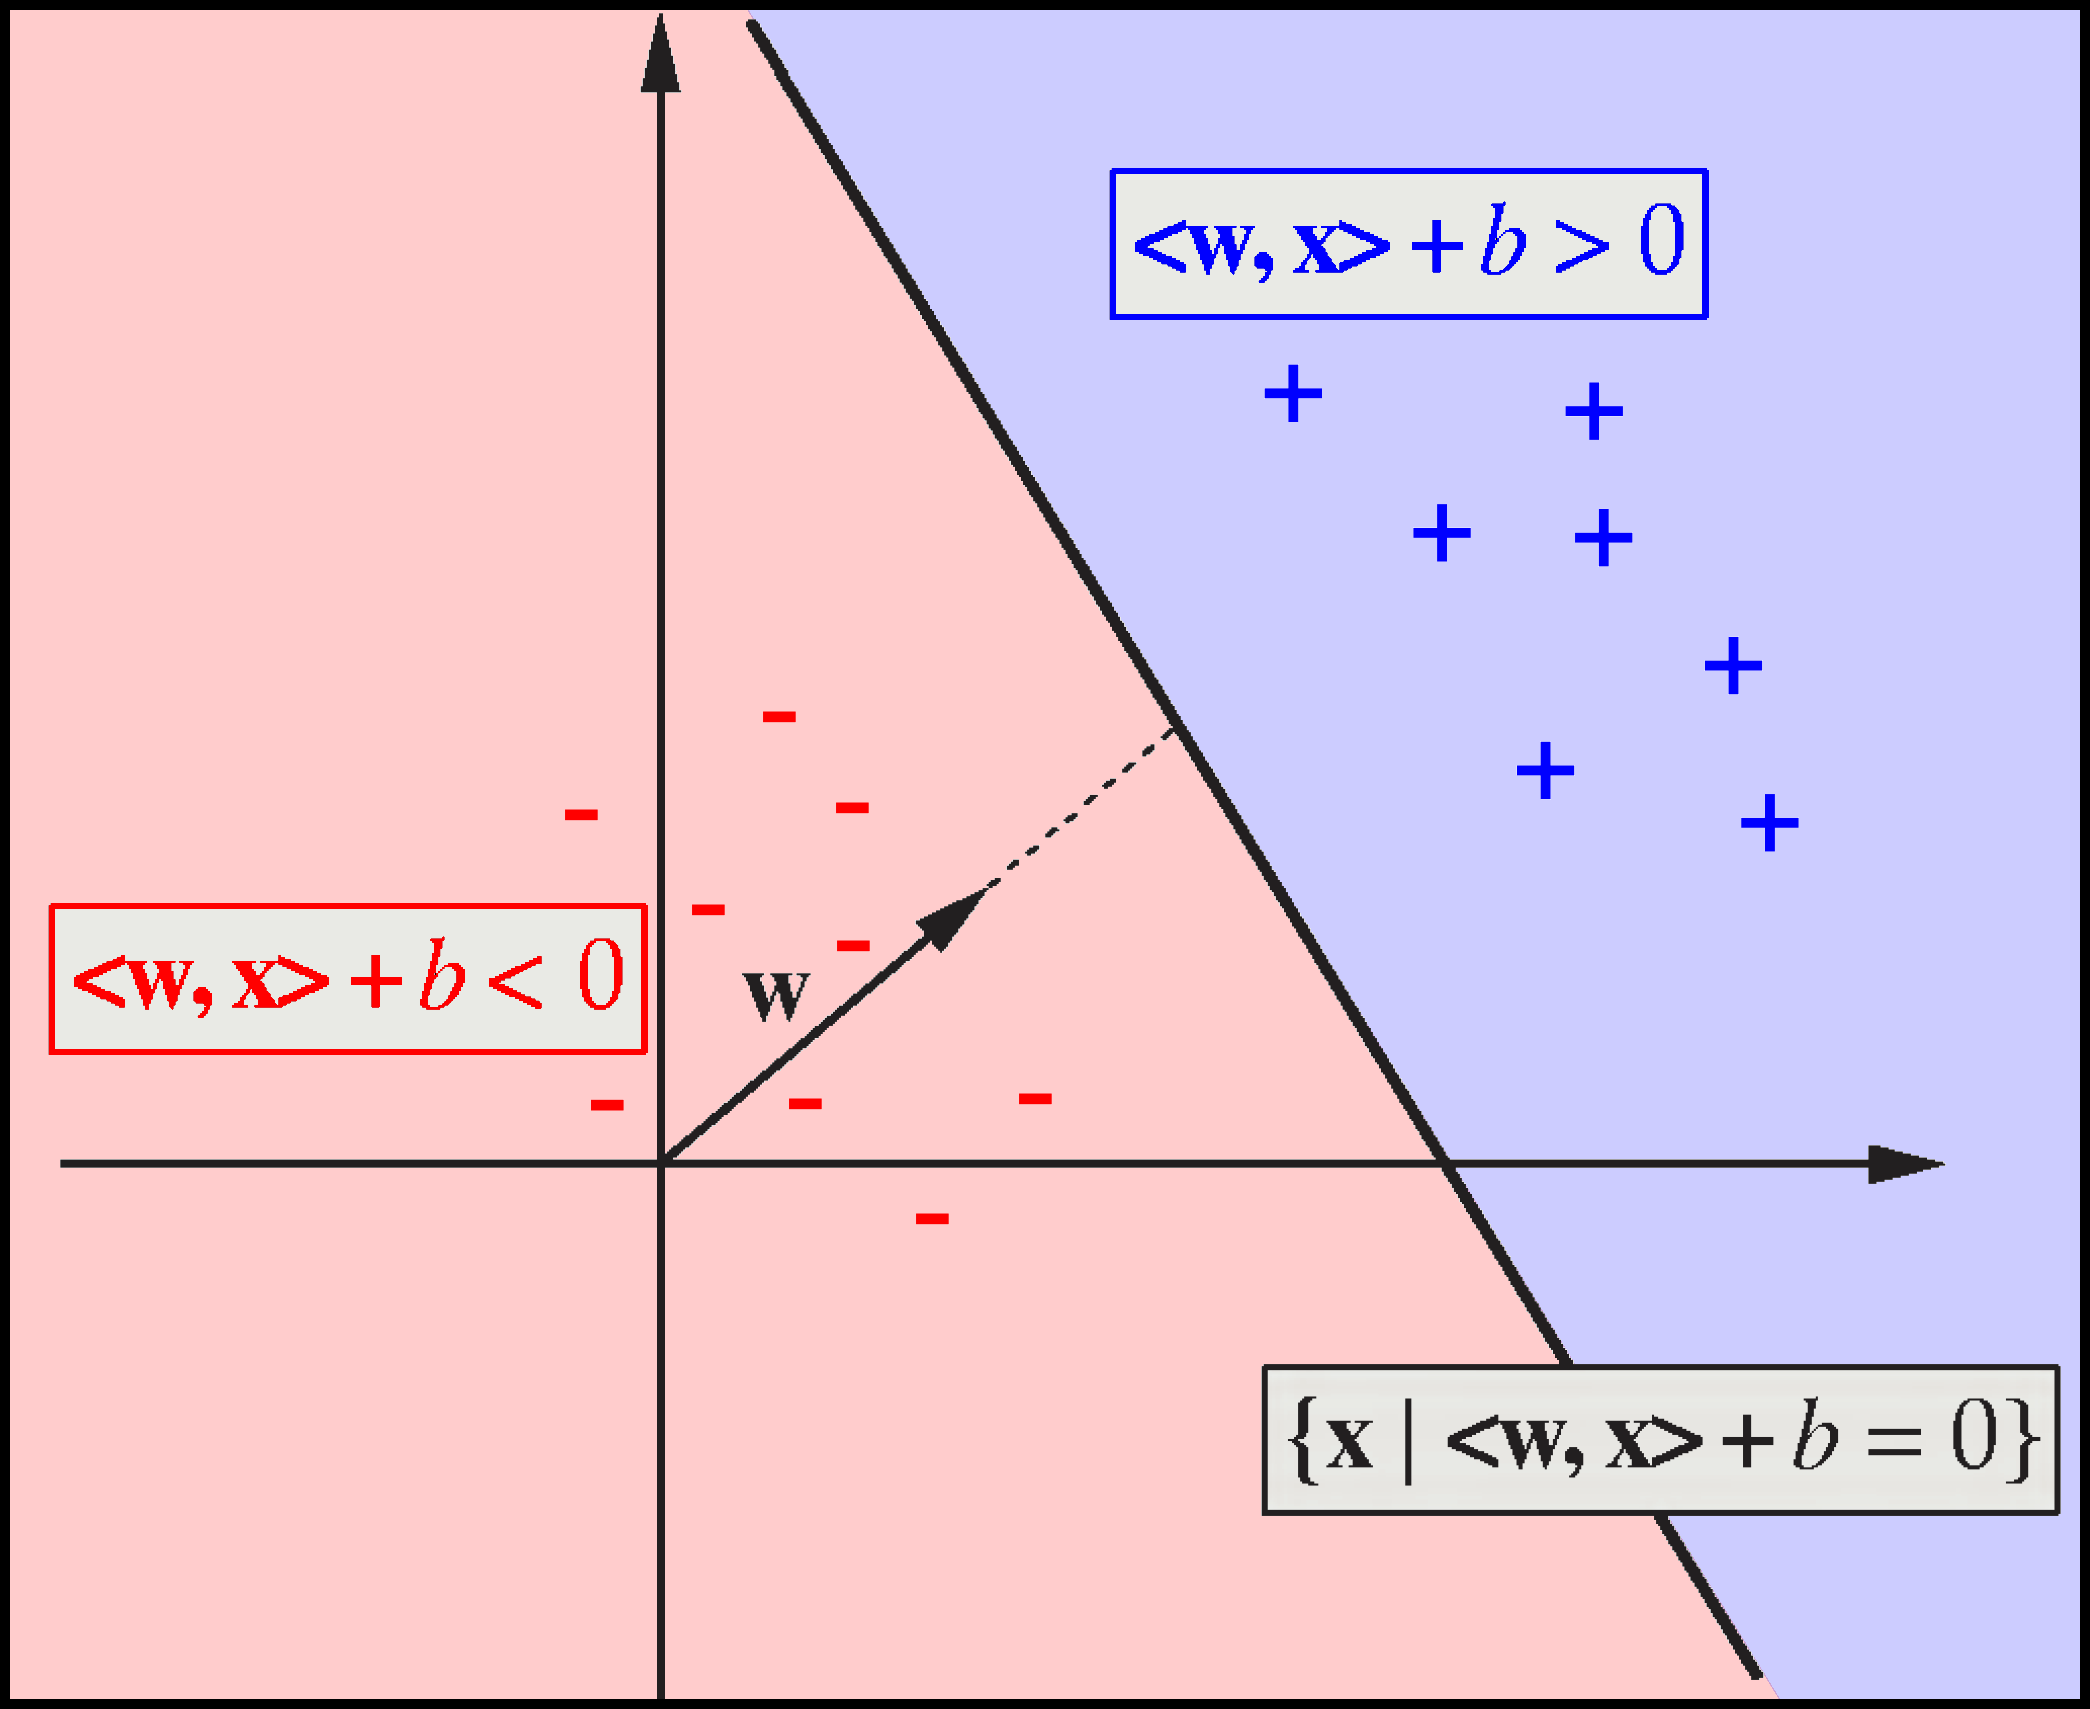 <w, x> + b > 0
<w, x> + b < 0
w
{x | <w, x> + b = 0}